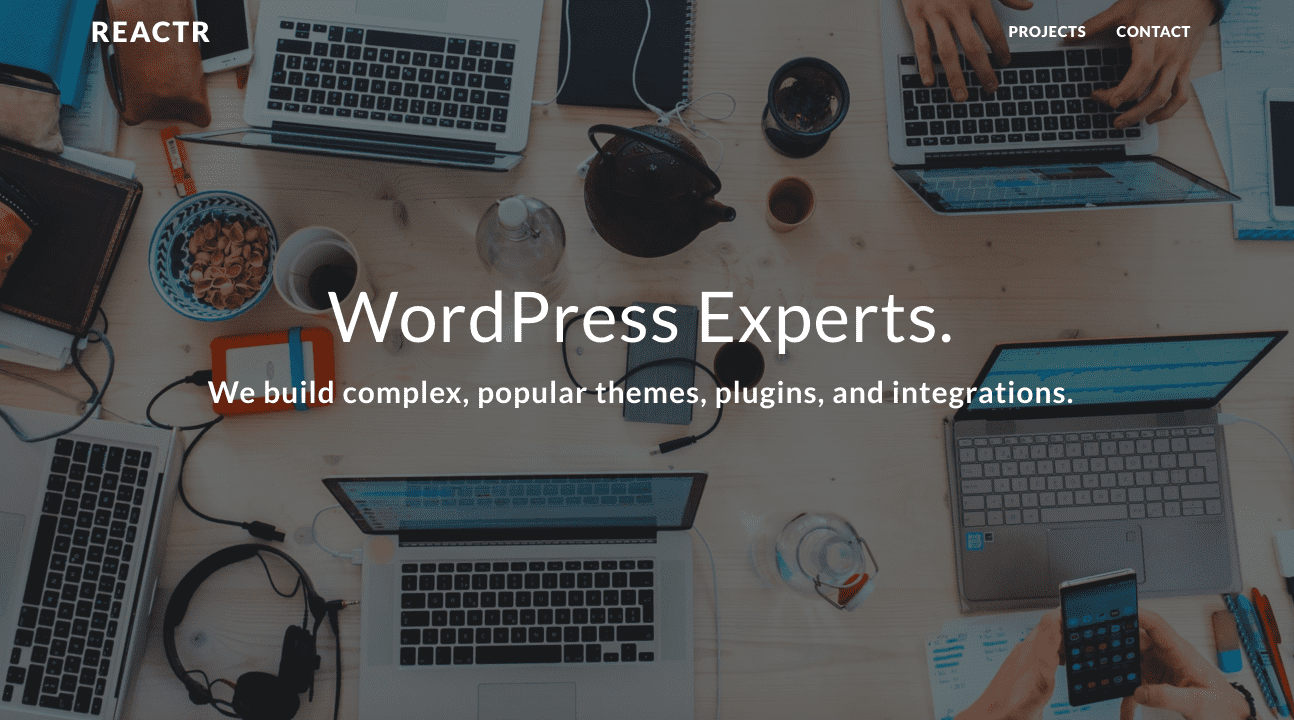 REACTR
PROJECTS CONTACT
WordPress Experts.
We build complex, popular themes, plugins, and integrations.